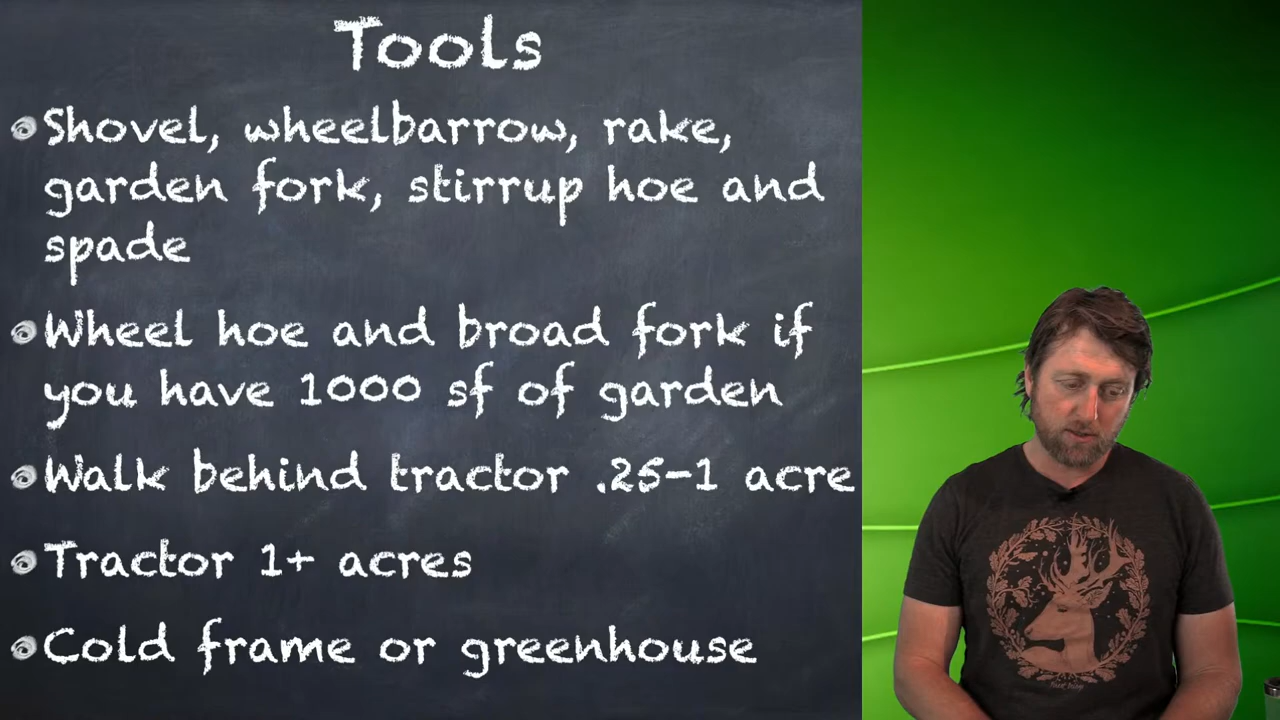 Tools
Shovel, wheelbarrow, rake,
garden fork, stirrup hoe and
spade
Wheel hoe and broad fork if
you have 1000 sf of garden
Walk behind tractor .25-1 acre
Tractor 1+ acres
Cold frame or greenhouse